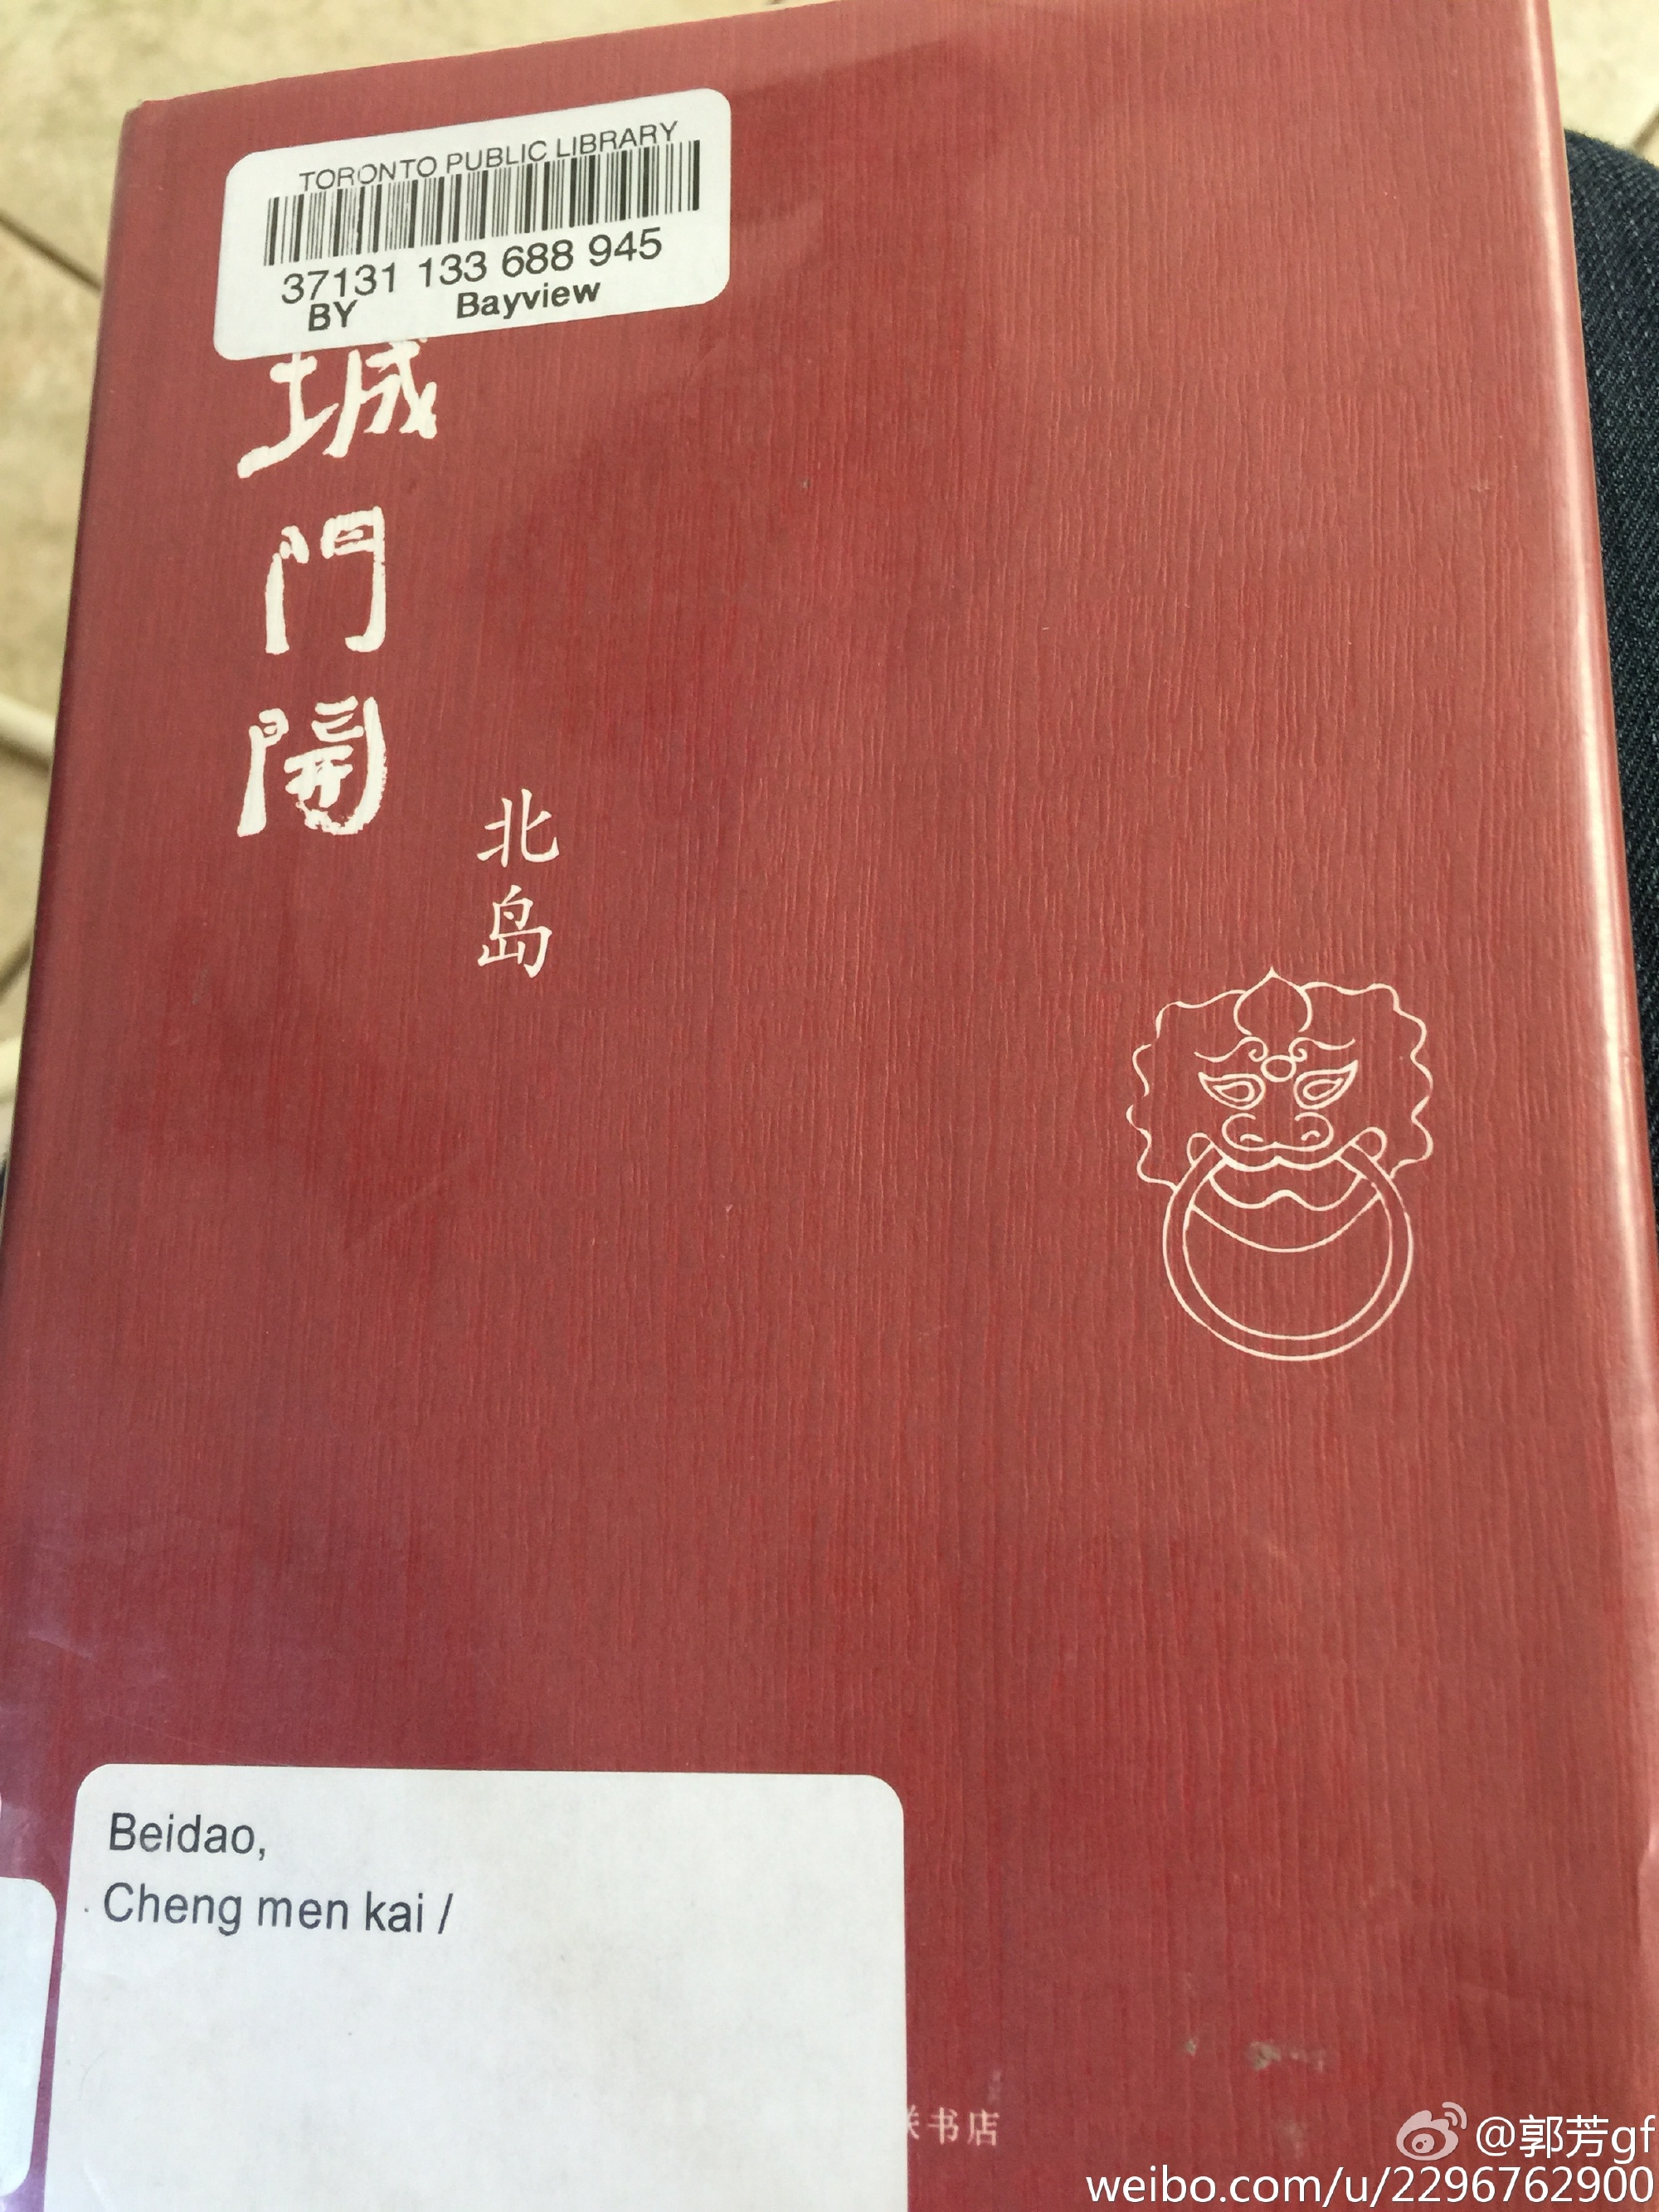 TORONTO PUBLIC LIBRARY
37131 133 688 945
BY Bayview
城門開
北岛
Beidao,
Cheng men kai /
书店
@郭芳gf
weibo.com/u/2296762900